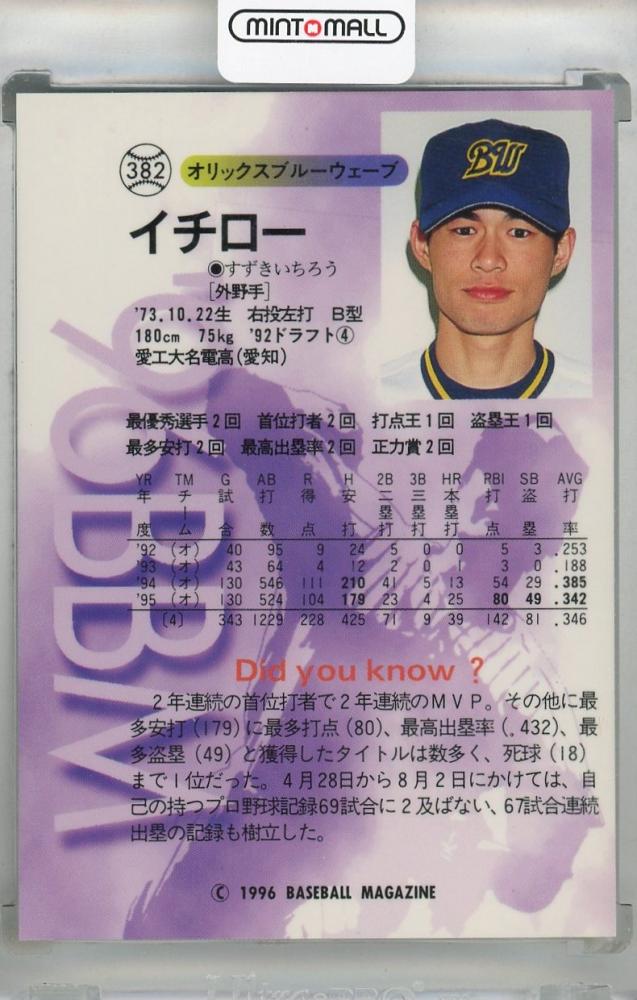 MINT MALL
382 オリックスブルーウェーブ
BW
イチロー
●すずきいちろう
［外野手］
'73.10.22生 右投左打 B型
180cm 75kg '92ドラフト④
愛工大名電高(愛知)
最優秀選手2回 首位打者2回 打点王1回 盗塁王1回
最多安打2回 最高出塁率2回 正力賞2回
YR TM G AB R H 2B 3B HR RBI SB AVG
年度 チーム 試合 打数 得点 安打 二塁打 三塁打 本塁打 打点 盗塁 打率
'92 (オ) 40 95 9 24 5 0 0 5 3 .253
'93 (オ) 43 64 4 12 2 0 1 3 0 .188
'94 (オ) 130 546 111 210 41 5 13 54 29 .385
'95 (オ) 130 524 104 179 23 4 25 80 49 .342
〔4〕 343 1229 228 425 71 9 39 142 81 .346
Did you know ?
2年連続の首位打者で2年連続のMVP。その他に最
多安打(179)に最多打点(80)、最高出塁率(.432)、最
多盗塁(49)と獲得したタイトルは数多く、死球(18)
まで1位だった。4月28日から8月2日にかけては、自
己の持つプロ野球記録69試合に2及ばない、67試合連続
出塁の記録も樹立した。
© 1996 BASEBALL MAGAZINE
'96BBM